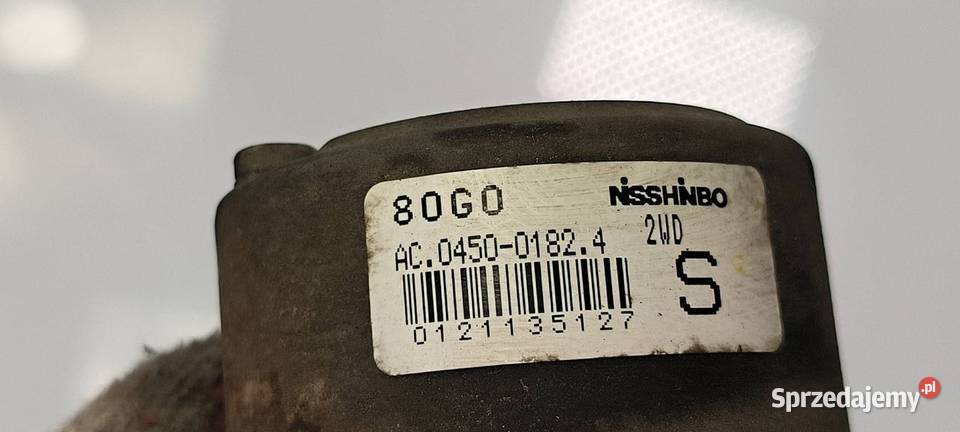 80G0 NISSHINBO
AC.0450-0182.4 2WD
S
0121135127
Sprzedajemy.pl